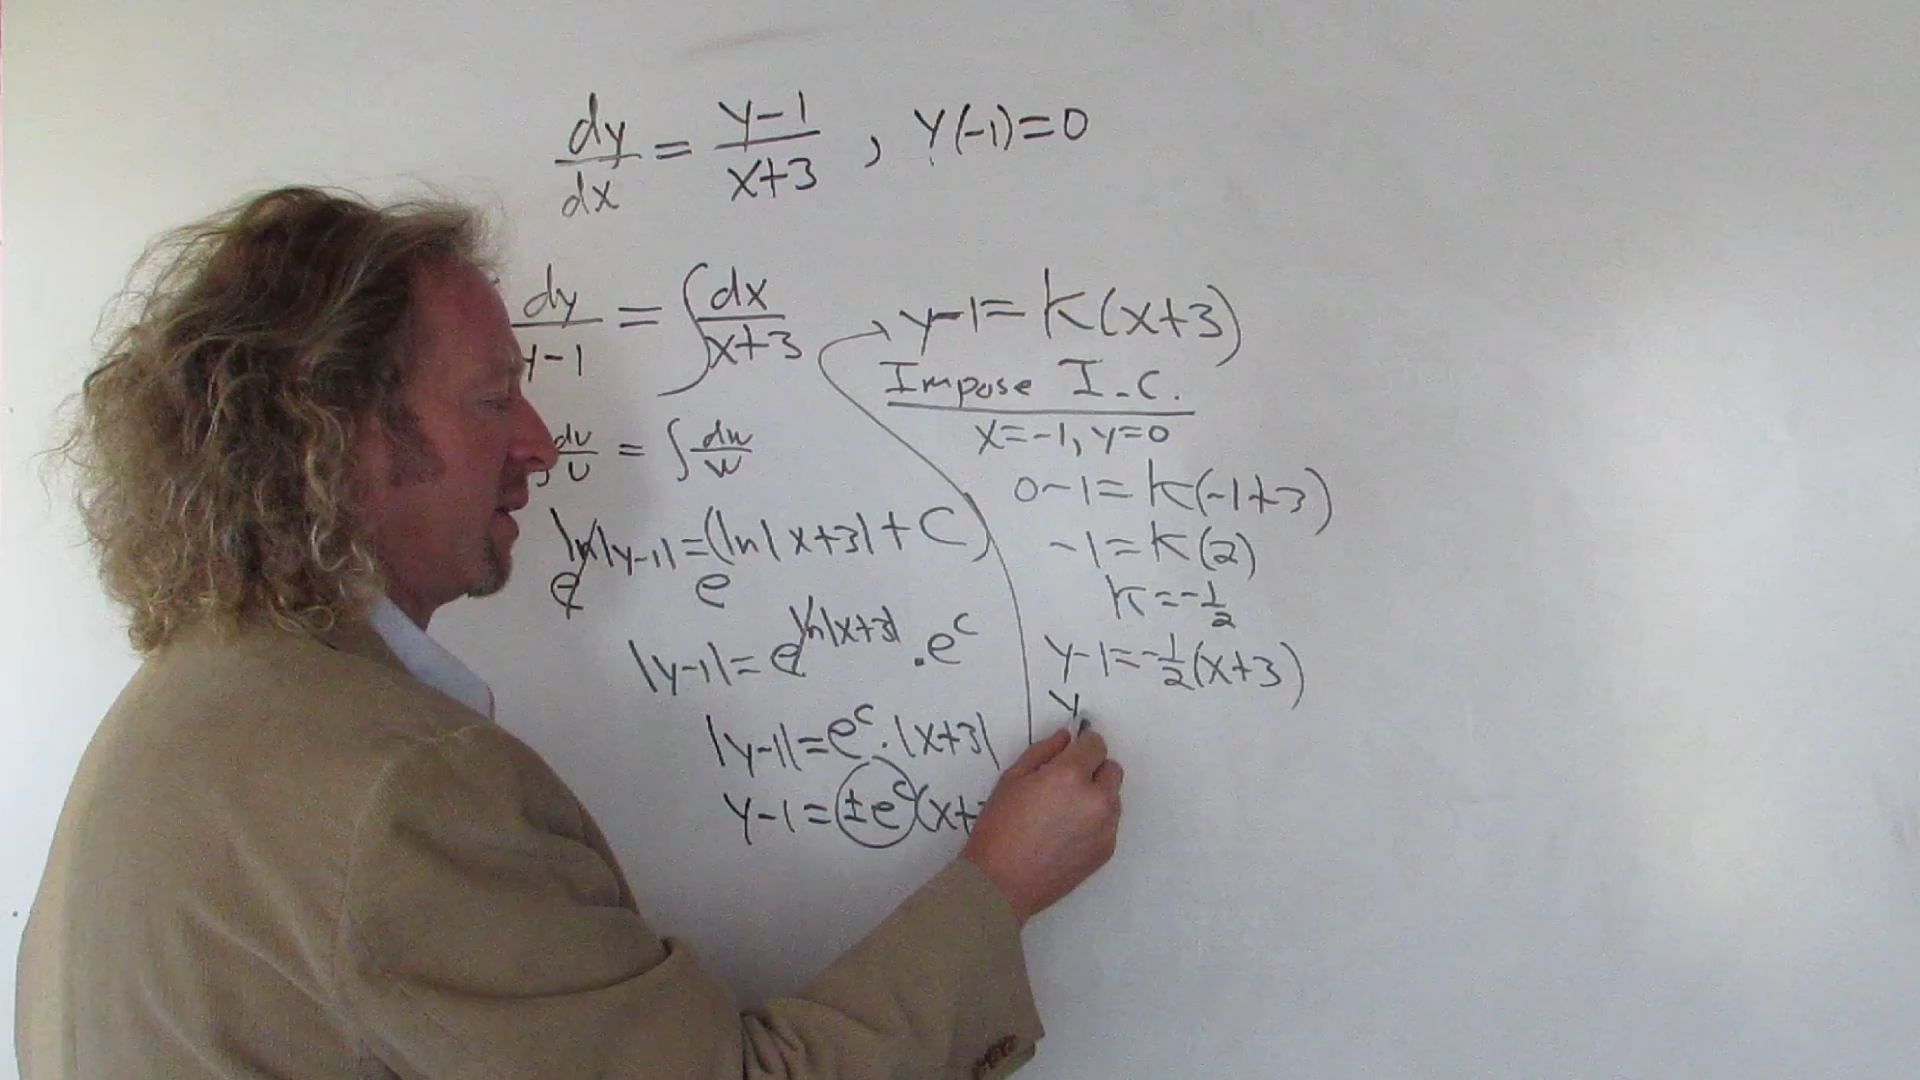 dy/dx = y-1/x+3 , y(-1)=0
dy/y-1 = ∫dx/x+3
∫du/u = ∫dw/w
e^ln|y-1| = e^(ln|x+3|+C)
|y-1| = e^ln|x+3| . e^c
|y-1| = e^c . |x+3|
y-1 = ±e^c (x+
y-1 = K(x+3)
Impose I.C.
x=-1, y=0
0-1=K(-1+3)
-1=K(2)
K=-1/2
y-1=-1/2(x+3)
y